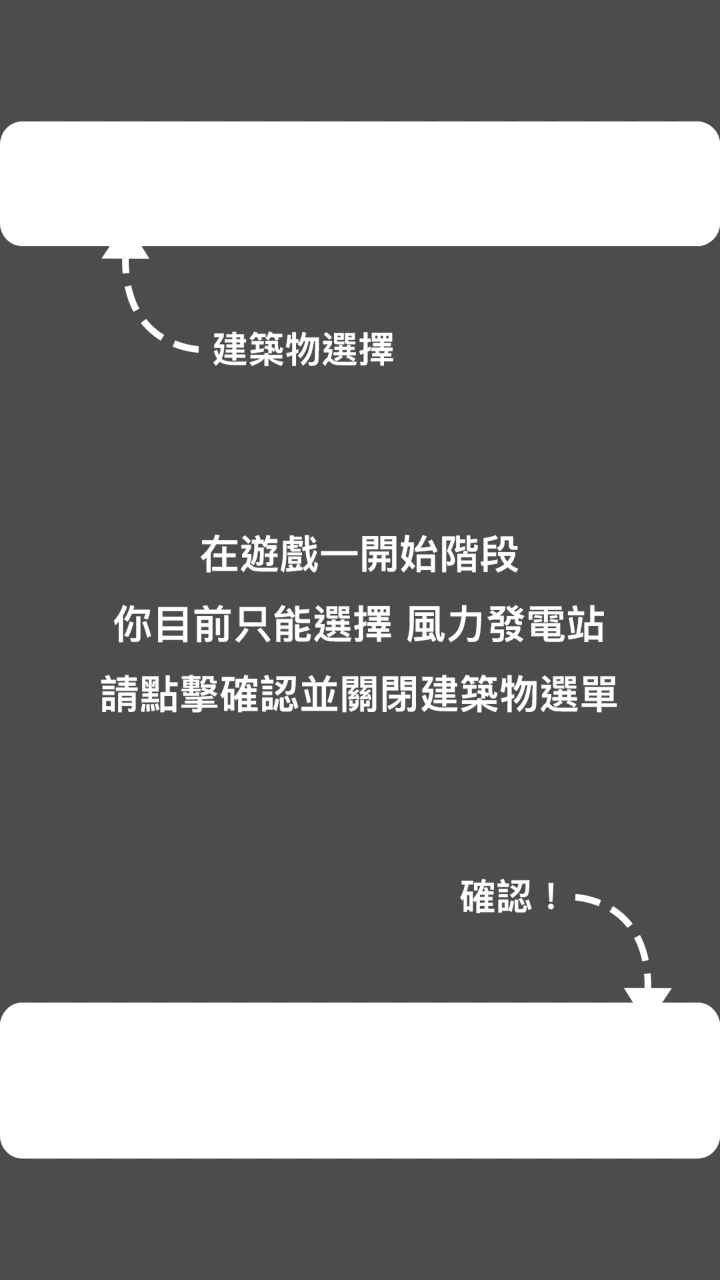 建築物選擇
在遊戲一開始階段
你目前只能選擇 風力發電站
請點擊確認並關閉建築物選單
確認！